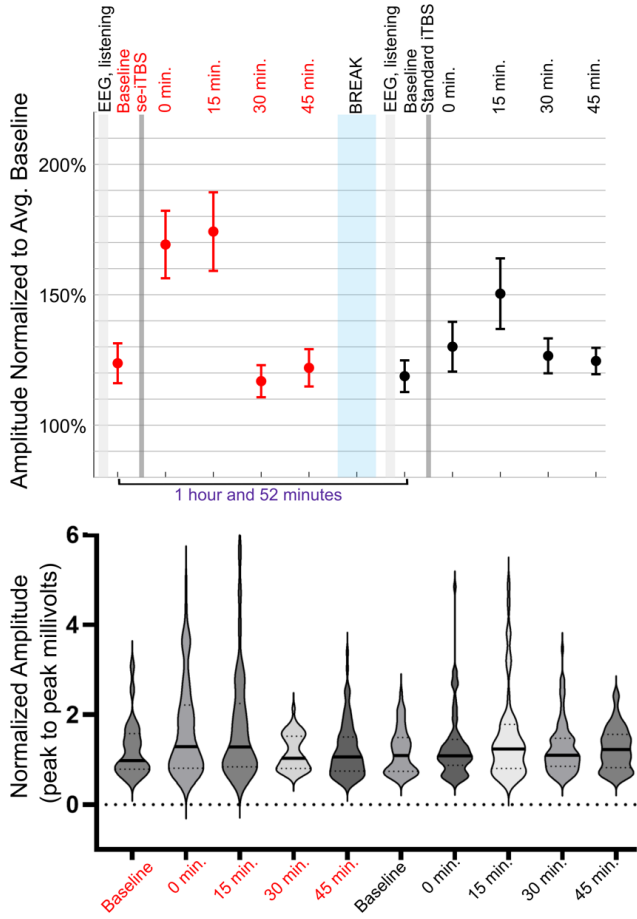 EEG, listening
Baseline
se-iTBS
0 min.
15 min.
30 min.
45 min.
BREAK
EEG, listening
Baseline
Standard iTBS
0 min.
15 min.
30 min.
45 min.
Amplitude Normalized to Avg. Baseline
200%
150%
100%
1 hour and 52 minutes
Normalized Amplitude
(peak to peak millivolts)
6
4
2
0
Baseline
0 min.
15 min.
30 min.
45 min.
Baseline
0 min.
15 min.
30 min.
45 min.